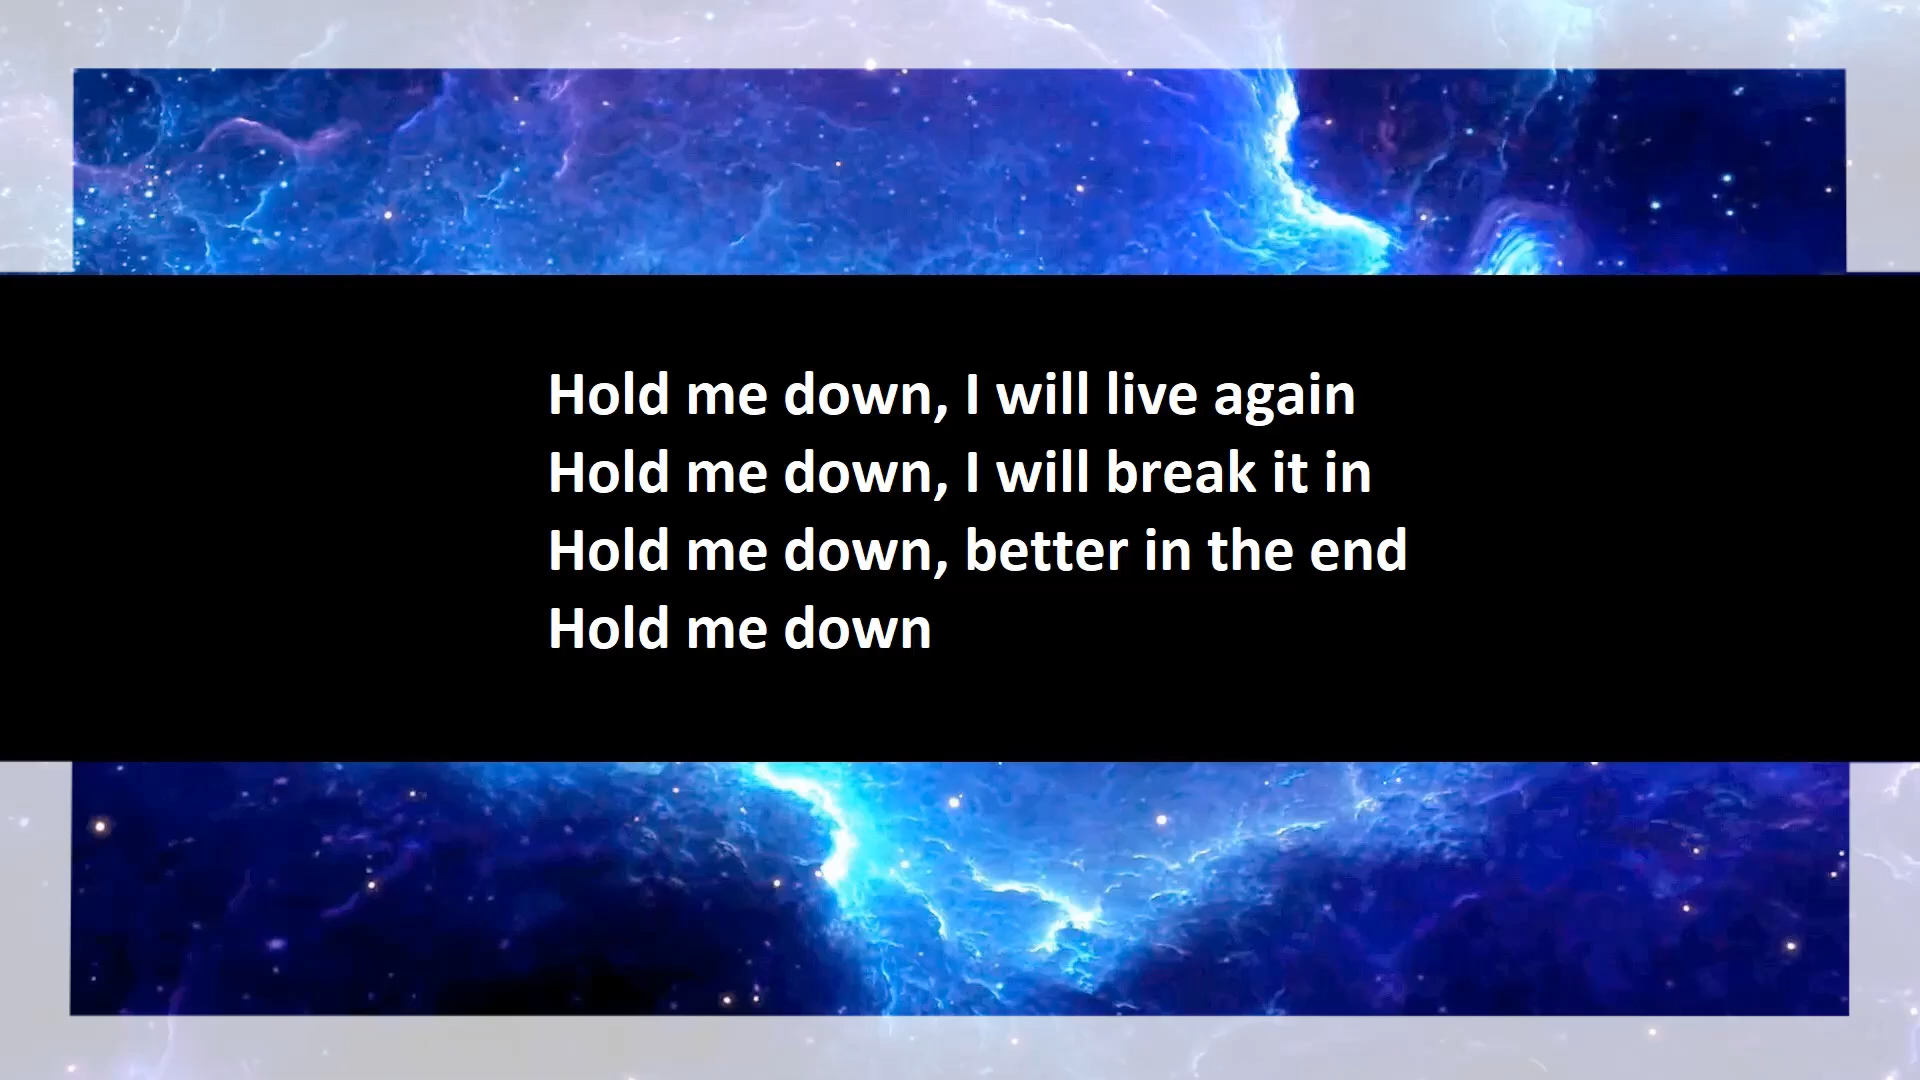 Hold me down, I will live again
Hold me down, I will break it in
Hold me down, better in the end
Hold me down